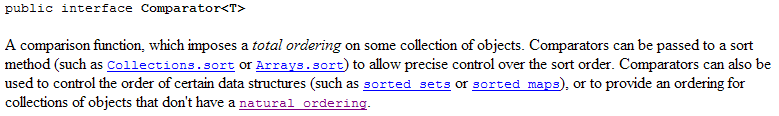 public interface Comparator<T>
A comparison function, which imposes a total ordering on some collection of objects. Comparators can be passed to a sort
method (such as Collections.sort or Arrays.sort) to allow precise control over the sort order. Comparators can also be
used to control the order of certain data structures (such as sorted sets or sorted maps), or to provide an ordering for
collections of objects that don't have a natural ordering.